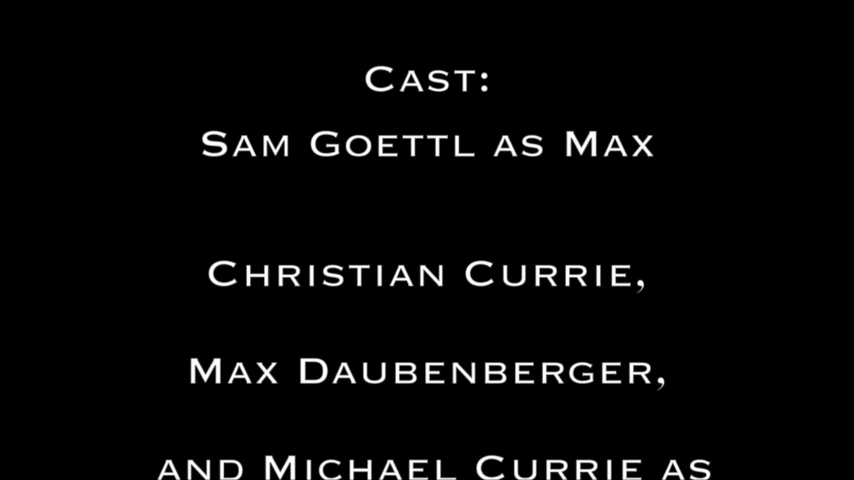 Cast:
Sam Goettl as Max
Christian Currie,
Max Daubenberger,
and Michael Currie as